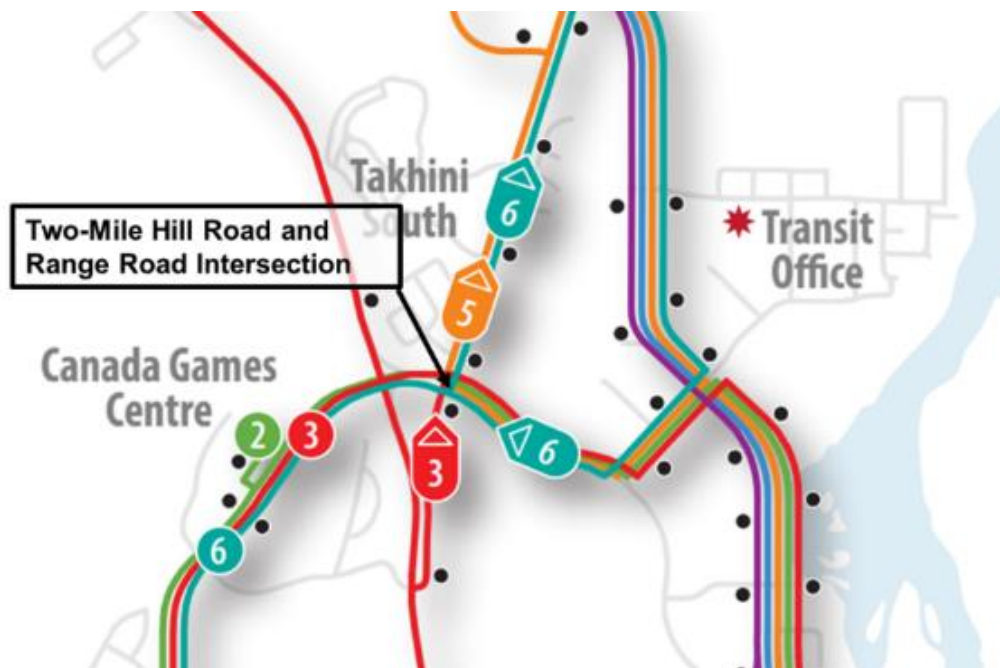 Takhini
South
Two-Mile Hill Road and
Range Road Intersection
6
5
Transit
Office
Canada Games
Centre
2
3
6
3
6